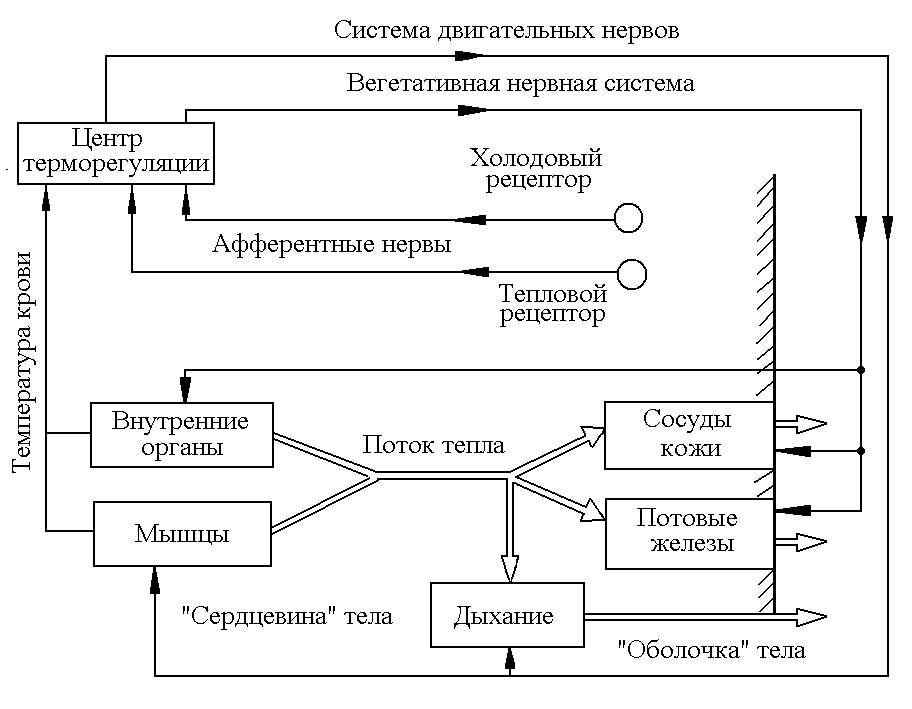 Система двигательных нервов
Вегетативная нервная система
Центр
терморегуляции
Холодовый
рецептор
Афферентные нервы
Тепловой
рецептор
Температура крови
Внутренние
органы
Поток тепла
Сосуды
кожи
Мышцы
Потовые
железы
"Сердцевина" тела
Дыхание
"Оболочка" тела